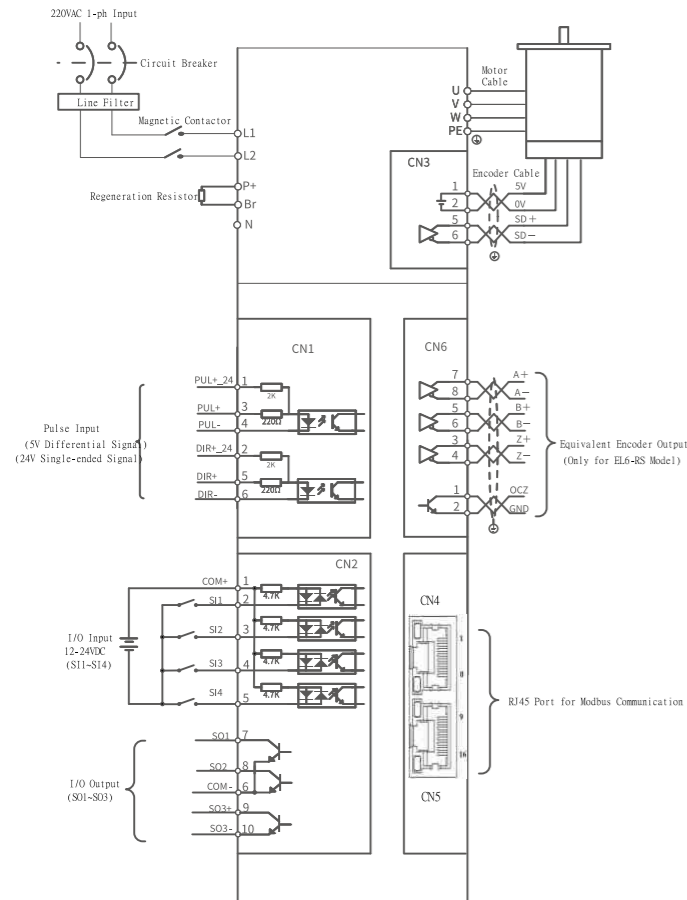 220VAC 1-ph Input
Circuit Breaker
Line Filter
Magnetic Contactor
L1
L2
P+
Regeneration Resistor
Br
N
U
V
W
PE
Motor
Cable
CN3
Encoder Cable
1 5V
2 0V
5 SD+
6 SD-
CN1
PUL+_24 1
2K
PUL+ 3
220Ω
PUL- 4
DIR+_24 2
2K
DIR+ 5
220Ω
DIR- 6
Pulse Input
(5V Differential Signal)
(24V Single-ended Signal)
CN6
7 A+
8 A-
5 B+
6 B-
3 Z+
4 Z-
1 OCZ
2 GND
Equivalent Encoder Output
(Only for EL6-RS Model)
CN2
COM+ 1
4.7K
SI1 2
4.7K
SI2 3
4.7K
SI3 4
4.7K
SI4 5
I/O Input
12-24VDC
(SI1~SI4)
SO1 7
SO2 8
COM- 6
SO3+ 9
SO3- 10
I/O Output
(SO1~SO3)
CN4
1
8
9
16
CN5
RJ45 Port for Modbus Communication